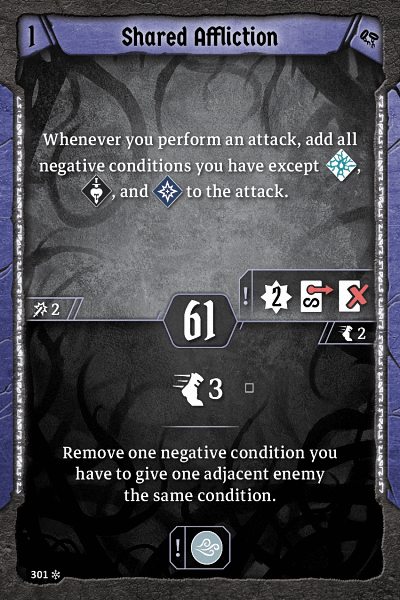 1
Shared Affliction
Whenever you perform an attack, add all
negative conditions you have except ,
, and to the attack.
! 2
2
61
2
3
Remove one negative condition you
have to give one adjacent enemy
the same condition.
!
301